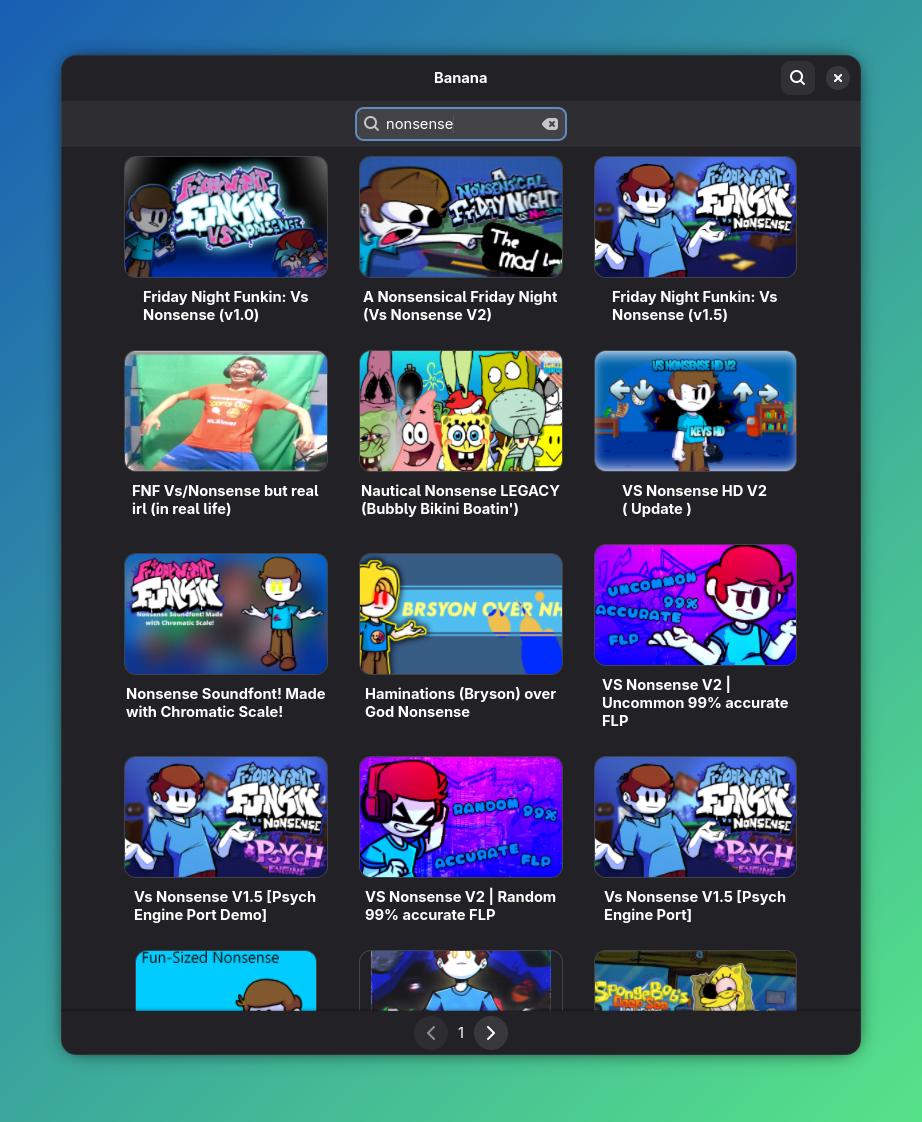 Banana
nonsense
FRIDAY NIGHT
FUNKIN'
VS NONSENSE
A
NONSENSICAL
FRIDAY NIGHT
VS NONSENSE
The
mod
FRIDAY NIGHT
FUNKIN'
NONSENSE
Friday Night Funkin: Vs
Nonsense (v1.0)
A Nonsensical Friday Night
(Vs Nonsense V2)
Friday Night Funkin: Vs
Nonsense (v1.5)
VS NONSENSE HD V2
KEYS HD
FNF Vs/Nonsense but real
irl (in real life)
Nautical Nonsense LEGACY
(Bubbly Bikini Boatin')
VS Nonsense HD V2
( Update )
FRIDAY NIGHT
FUNKIN'
Nonsense Soundfont! Made
with Chromatic Scale!
BRSYON OVER NH
UNCOMMON
99%
ACCURATE
FLP
Nonsense Soundfont! Made
with Chromatic Scale!
Haminations (Bryson) over
God Nonsense
VS Nonsense V2 |
Uncommon 99% accurate
FLP
FRIDAY NIGHT
FUNKIN'
NONSENSE
PSYCH
ENGINE
RANDOM 99%
ACCURATE FLP
FRIDAY NIGHT
FUNKIN'
NONSENSE
PSYCH
ENGINE
Vs Nonsense V1.5 [Psych
Engine Port Demo]
VS Nonsense V2 | Random
99% accurate FLP
Vs Nonsense V1.5 [Psych
Engine Port]
Fun-Sized Nonsense
SpongeBob's
1